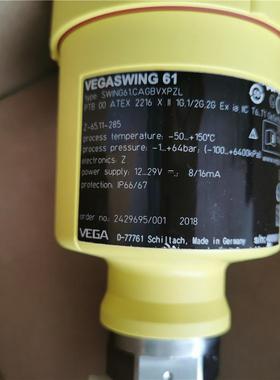 VEGASWING 61
type: SWING61.CAGBVXPZL
PTB 00 ATEX 2216 X II 1G,1/2G,2G Ex ia IIC T6..T1
Z-65.11-285
process temperature: -50...+150°C
process pressure: -1...+64bar; (-100...+6400kPa)
electronics: Z
power supply: 12...29V 8/16mA
protection: IP66/67
order no. 2429695/001 2018
VEGA D-77761 Schiltach, Made in Germany